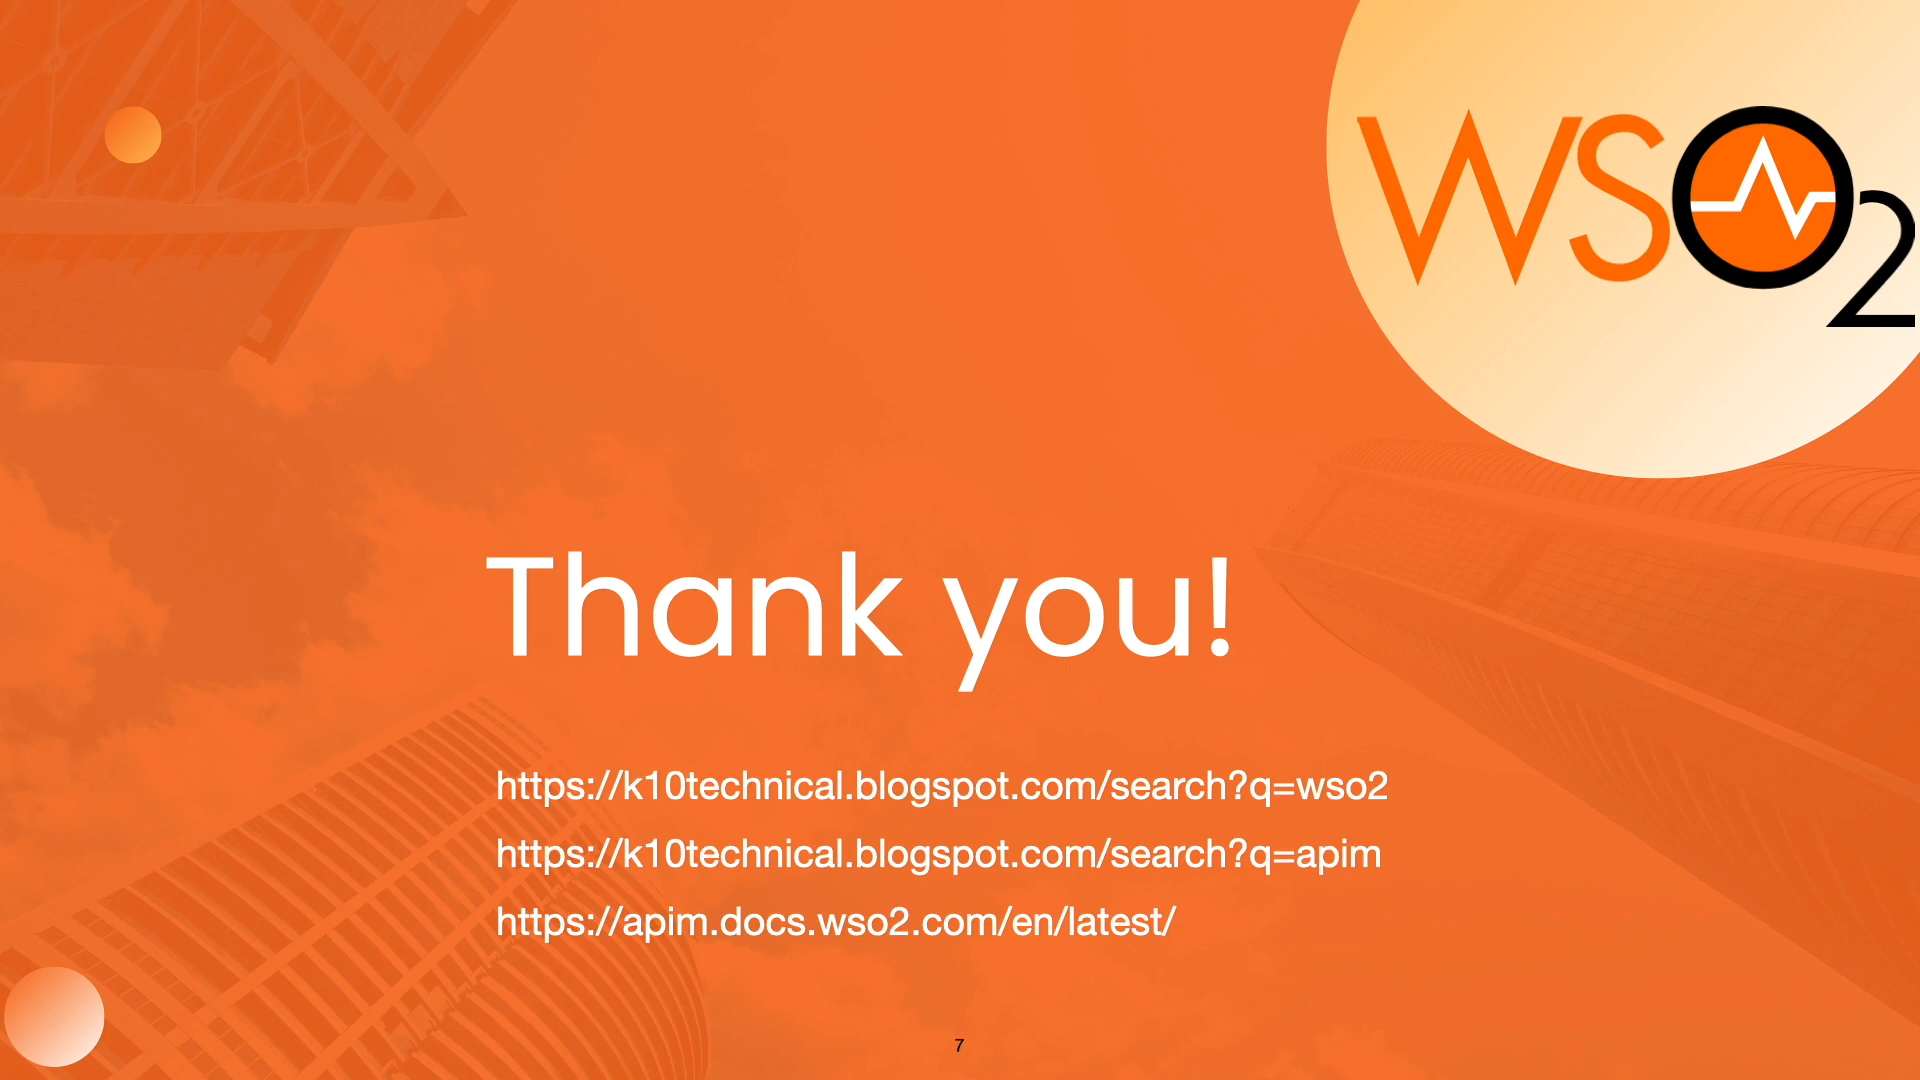 WSO2
Thank you!
https://k10technical.blogspot.com/search?q=wso2
https://k10technical.blogspot.com/search?q=apim
https://apim.docs.wso2.com/en/latest/
7